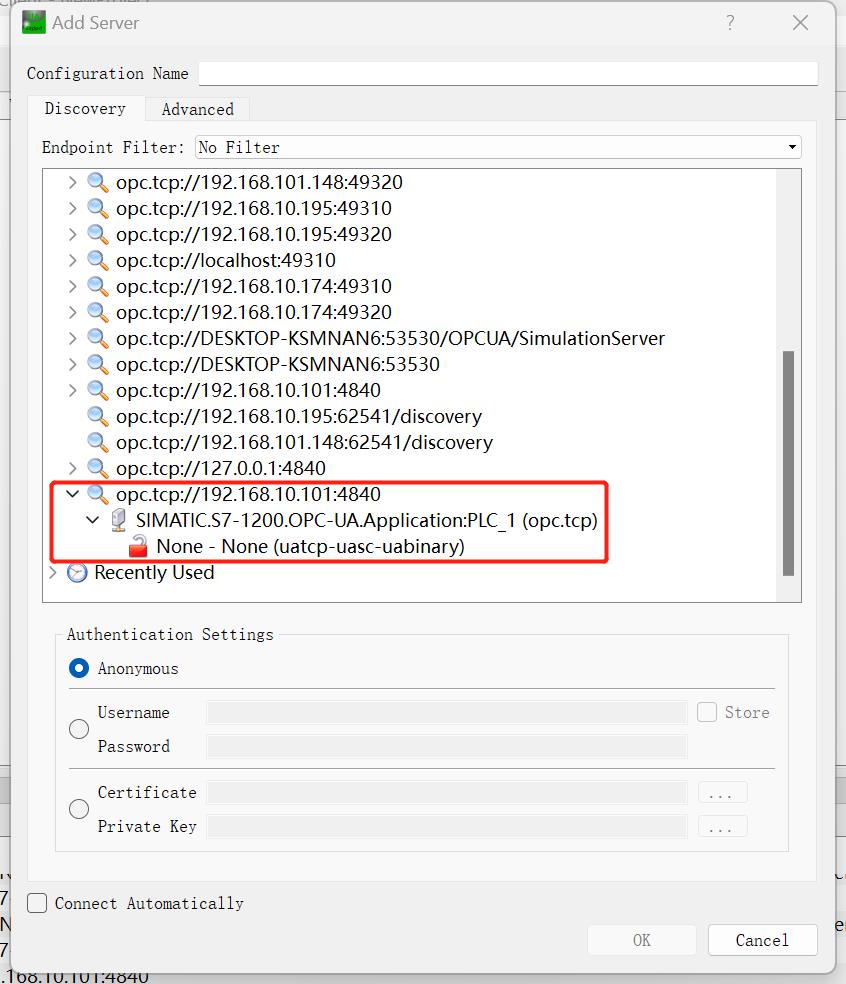 Add Server
?
Configuration Name
Discovery Advanced
Endpoint Filter: No Filter
opc.tcp://192.168.101.148:49320
opc.tcp://192.168.10.195:49310
opc.tcp://192.168.10.195:49320
opc.tcp://localhost:49310
opc.tcp://192.168.10.174:49310
opc.tcp://192.168.10.174:49320
opc.tcp://DESKTOP-KSMNAN6:53530/OPCUA/SimulationServer
opc.tcp://DESKTOP-KSMNAN6:53530
opc.tcp://192.168.10.101:4840
opc.tcp://192.168.10.195:62541/discovery
opc.tcp://192.168.101.148:62541/discovery
opc.tcp://127.0.0.1:4840
opc.tcp://192.168.10.101:4840
SIMATIC.S7-1200.OPC-UA.Application:PLC_1 (opc.tcp)
None - None (uatcp-uasc-uabinary)
Recently Used
Authentication Settings
Anonymous
Username
Store
Password
Certificate ...
Private Key ...
Connect Automatically
OK Cancel
.168.10.101:4840